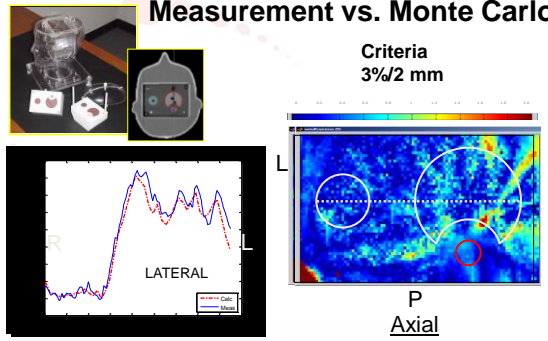 Measurement vs. Monte Carlo
Criteria
3%/2 mm
L
R
L
LATERAL
Calc
Meas
P
Axial